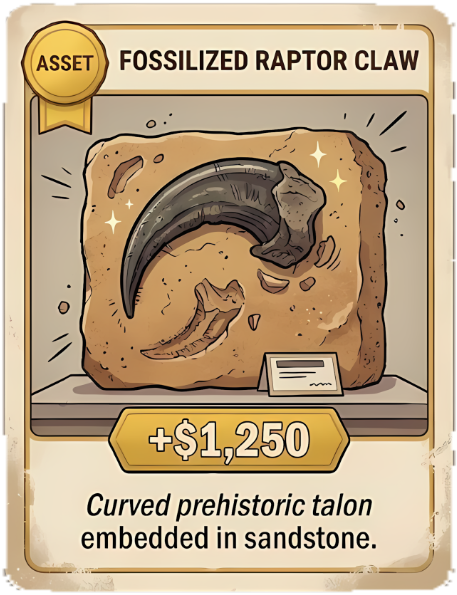 ASSET
FOSSILIZED RAPTOR CLAW
+$1,250
Curved prehistoric talon
embedded in sandstone.